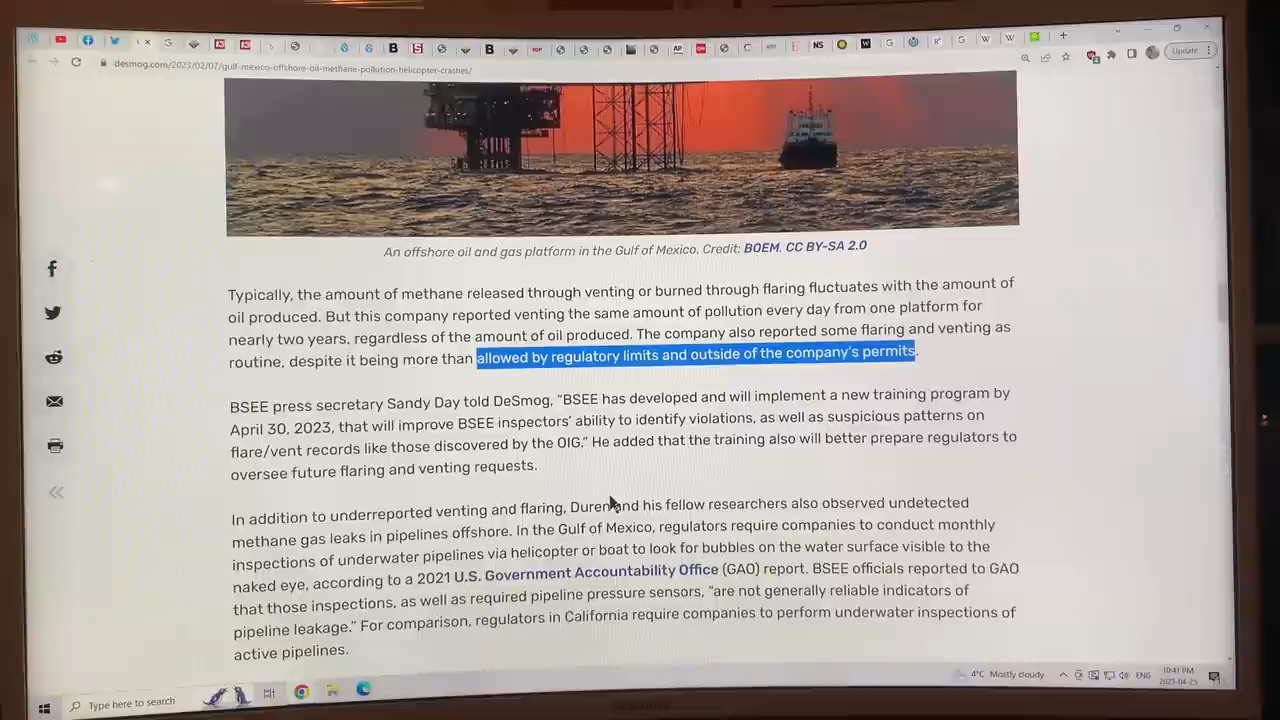 desmog.com/2023/02/07/gulf-mexico-offshore-oil-methane-pollution-helicopter-crashes/
Update
An offshore oil and gas platform in the Gulf of Mexico. Credit: BOEM. CC BY-SA 2.0
Typically, the amount of methane released through venting or burned through flaring fluctuates with the amount of
oil produced. But this company reported venting the same amount of pollution every day from one platform for
nearly two years, regardless of the amount of oil produced. The company also reported some flaring and venting as
routine, despite it being more than allowed by regulatory limits and outside of the company's permits.
BSEE press secretary Sandy Day told DeSmog, “BSEE has developed and will implement a new training program by
April 30, 2023, that will improve BSEE inspectors’ ability to identify violations, as well as suspicious patterns on
flare/vent records like those discovered by the OIG.” He added that the training also will better prepare regulators to
oversee future flaring and venting requests.
In addition to underreported venting and flaring, Duren and his fellow researchers also observed undetected
methane gas leaks in pipelines offshore. In the Gulf of Mexico, regulators require companies to conduct monthly
inspections of underwater pipelines via helicopter or boat to look for bubbles on the water surface visible to the
naked eye, according to a 2021 U.S. Government Accountability Office (GAO) report. BSEE officials reported to GAO
that those inspections, as well as required pipeline pressure sensors, “are not generally reliable indicators of
pipeline leakage.” For comparison, regulators in California require companies to perform underwater inspections of
active pipelines.
Type here to search
4°C Mostly cloudy
ENG
10:41 PM
2023-04-25